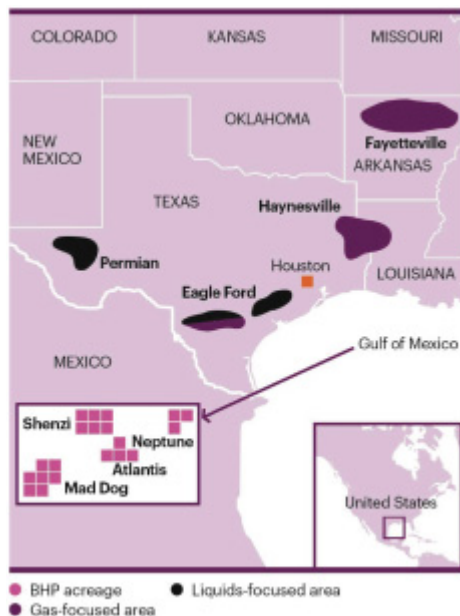 COLORADO
KANSAS
MISSOURI
OKLAHOMA
NEW
MEXICO
Fayetteville
ARKANSAS
TEXAS
Haynesville
Permian
Houston
LOUISIANA
Eagle Ford
Gulf of Mexico
MEXICO
Shenzi
Neptune
Atlantis
Mad Dog
United States
BHP acreage
Liquids-focused area
Gas-focused area